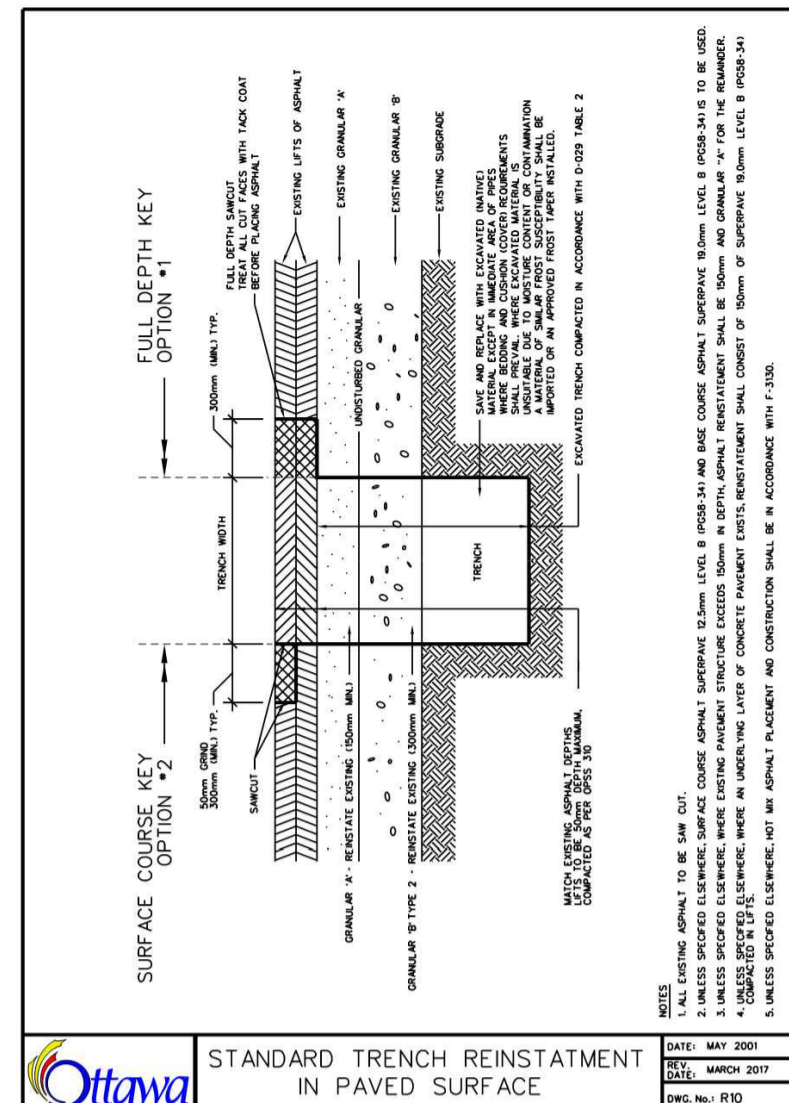 SURFACE COURSE KEY
OPTION #2
FULL DEPTH KEY
OPTION #1
50mm GRIND
300mm (MIN.) TYP.
TRENCH WIDTH
300mm (MIN.) TYP.
SAWCUT
FULL DEPTH SAWCUT
TREAT ALL CUT FACES WITH TACK COAT
BEFORE PLACING ASPHALT
EXISTING LIFTS OF ASPHALT
GRANULAR 'A' - REINSTATE EXISTING (150mm MIN.)
UNDISTURBED GRANULAR
EXISTING GRANULAR 'A'
GRANULAR 'B' TYPE 2 - REINSTATE EXISTING (300mm MIN.)
EXISTING GRANULAR 'B'
EXISTING SUBGRADE
TRENCH
SAVE AND REPLACE WITH EXCAVATED (NATIVE)
MATERIAL EXCEPT IN IMMEDIATE AREA OF PIPES
WHERE BEDDING AND CUSHION (COVER) REQUIREMENTS
SHALL PREVAIL. WHERE EXCAVATED MATERIAL IS
UNSUITABLE DUE TO MOISTURE CONTENT OR CONTAMINATION
A MATERIAL OF SIMILAR FROST SUSCEPTIBILITY SHALL BE
IMPORTED OR AN APPROVED FROST TAPER INSTALLED.
MATCH EXISTING ASPHALT DEPTHS
LIFTS TO BE 50mm DEPTH MAXIMUM,
COMPACTED AS PER OPSS 310
EXCAVATED TRENCH COMPACTED IN ACCORDANCE WITH D-029 TABLE 2
NOTES
1. ALL EXISTING ASPHALT TO BE SAW CUT.
2. UNLESS SPECIFIED ELSEWHERE, SURFACE COURSE ASPHALT SUPERPAVE 12.5mm LEVEL B (PG58-34) AND BASE COURSE ASPHALT SUPERPAVE 19.0mm LEVEL B (PG58-34) IS TO BE USED.
3. UNLESS SPECIFIED ELSEWHERE, WHERE EXISTING PAVEMENT STRUCTURE EXCEEDS 150mm IN DEPTH, ASPHALT REINSTATEMENT SHALL BE 150mm AND GRANULAR "A" FOR THE REMAINDER.
4. UNLESS SPECIFIED ELSEWHERE, WHERE AN UNDERLYING LAYER OF CONCRETE PAVEMENT EXISTS, REINSTATEMENT SHALL CONSIST OF 150mm OF SUPERPAVE 19.0mm LEVEL B (PG58-34)
COMPACTED IN LIFTS.
5. UNLESS SPECIFIED ELSEWHERE, HOT MIX ASPHALT PLACEMENT AND CONSTRUCTION SHALL BE IN ACCORDANCE WITH F-3130.
Ottawa
STANDARD TRENCH REINSTATMENT
IN PAVED SURFACE
DATE: MAY 2001
REV. DATE: MARCH 2017
DWG. No.: R10